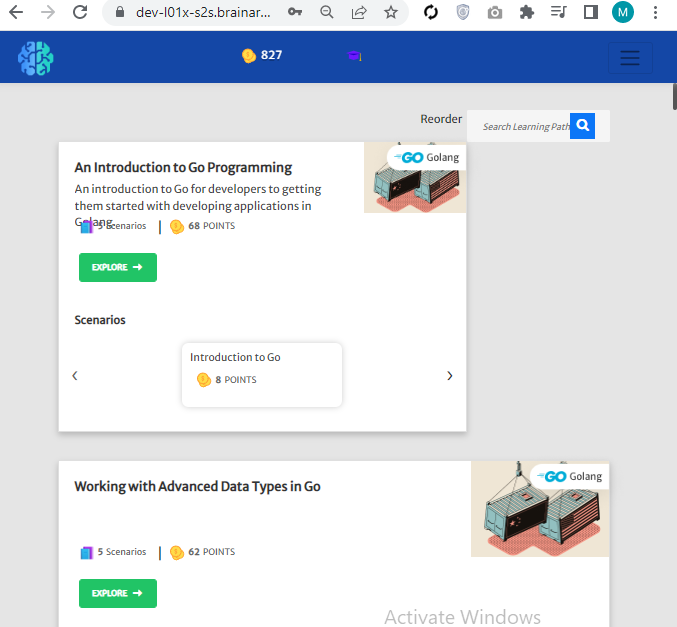 dev-l01x-s2s.brainar...
M
827
Reorder
Search Learning Path
GO Golang
An Introduction to Go Programming
An introduction to Go for developers to getting
them started with developing applications in
Golang
5 Scenarios
68 POINTS
EXPLORE →
Scenarios
Introduction to Go
8 POINTS
‹
›
GO Golang
Working with Advanced Data Types in Go
5 Scenarios
62 POINTS
EXPLORE →
Activate Windows